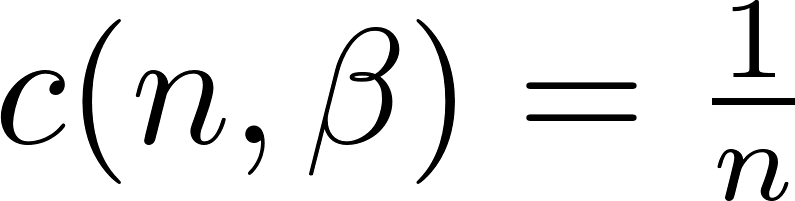 c(n, β) = 1/n